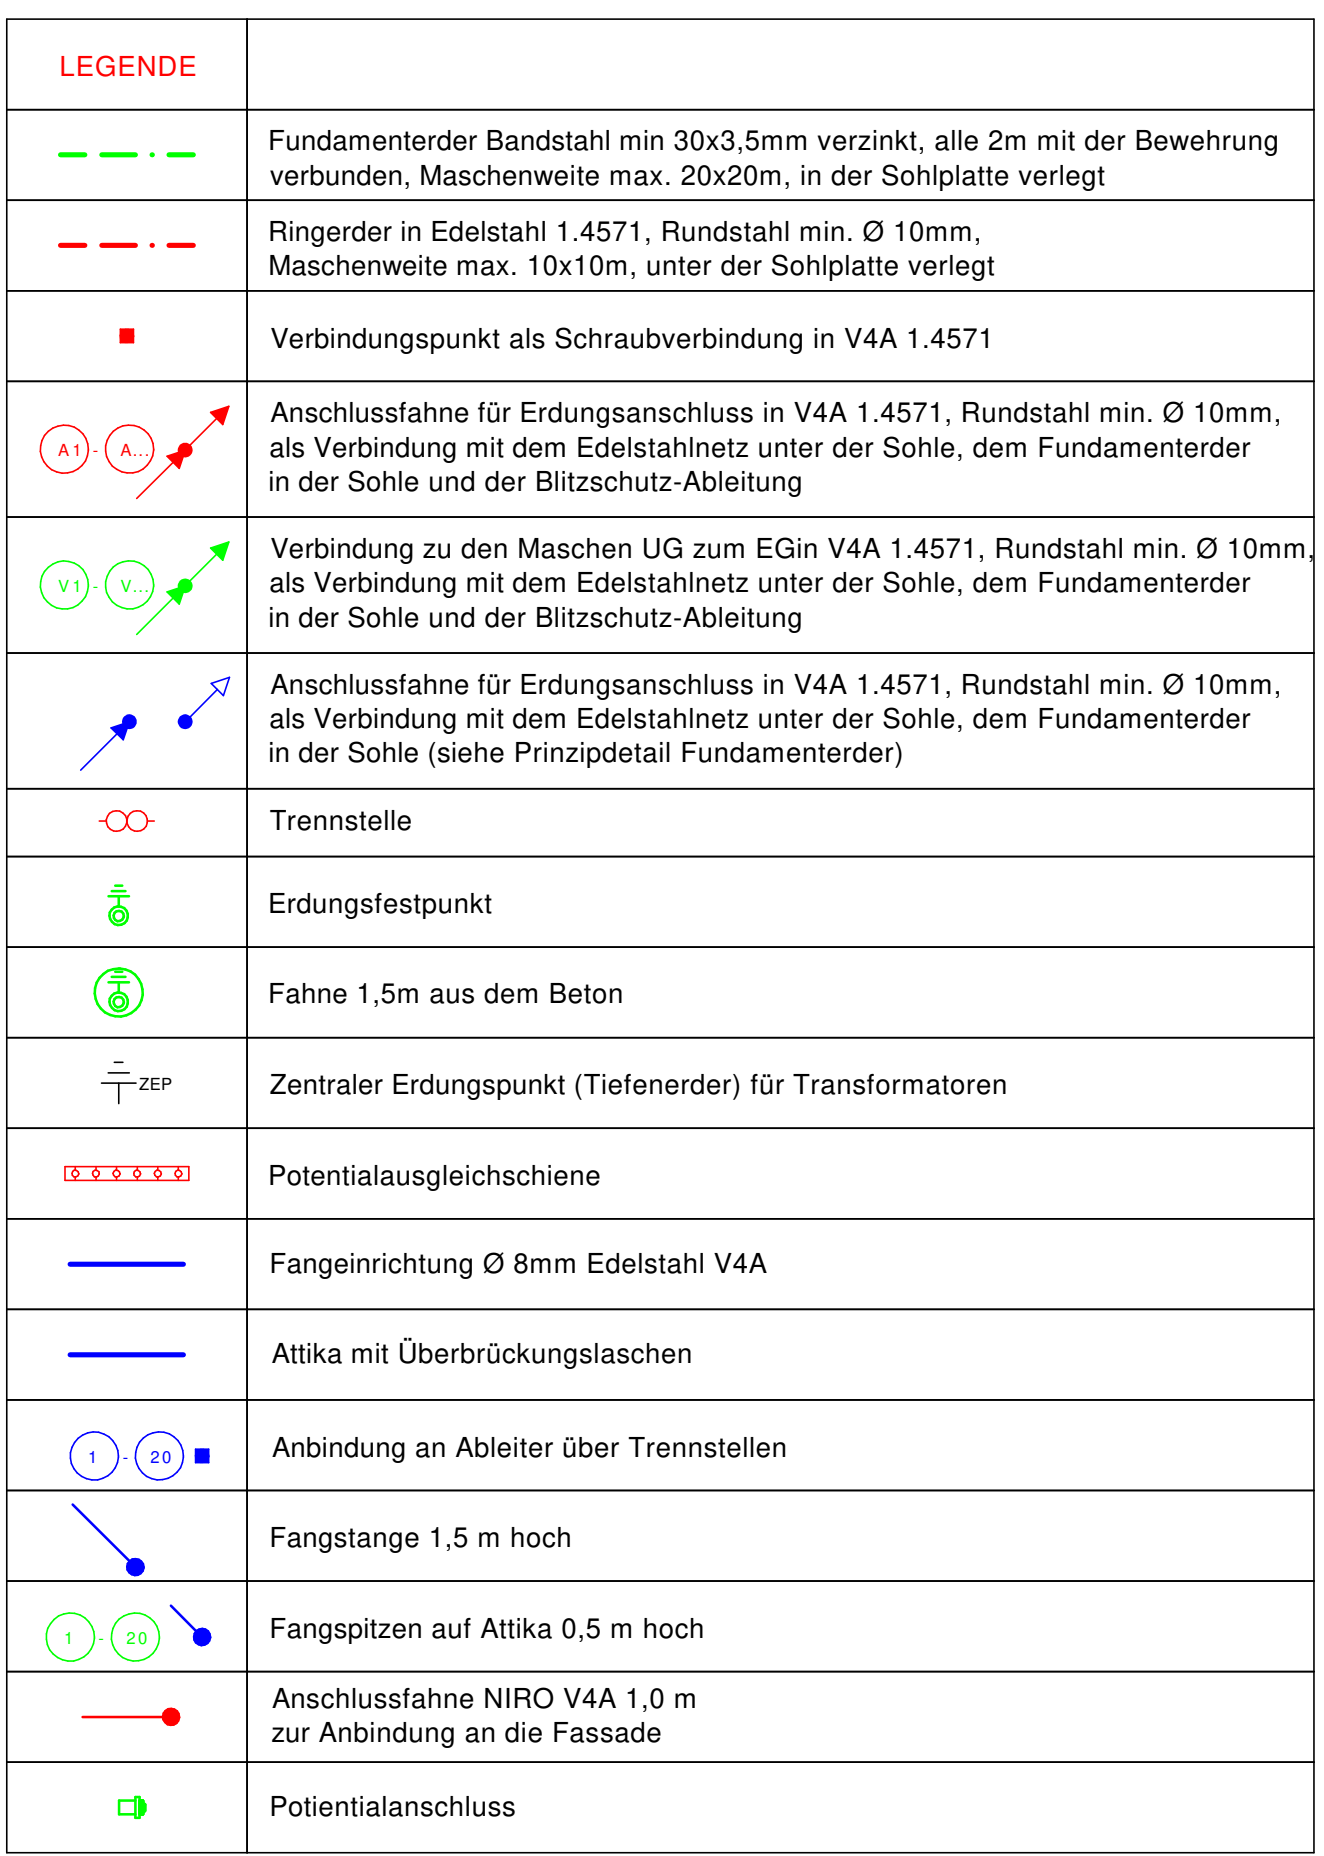 LEGENDE
Fundamenterder Bandstahl min 30x3,5mm verzinkt, alle 2m mit der Bewehrung
verbunden, Maschenweite max. 20x20m, in der Sohlplatte verlegt
Ringerder in Edelstahl 1.4571, Rundstahl min. Ø 10mm,
Maschenweite max. 10x10m, unter der Sohlplatte verlegt
Verbindungspunkt als Schraubverbindung in V4A 1.4571
A1 - A...
Anschlussfahne für Erdungsanschluss in V4A 1.4571, Rundstahl min. Ø 10mm,
als Verbindung mit dem Edelstahlnetz unter der Sohle, dem Fundamenterder
in der Sohle und der Blitzschutz-Ableitung
V1 - V...
Verbindung zu den Maschen UG zum EGin V4A 1.4571, Rundstahl min. Ø 10mm,
als Verbindung mit dem Edelstahlnetz unter der Sohle, dem Fundamenterder
in der Sohle und der Blitzschutz-Ableitung
Anschlussfahne für Erdungsanschluss in V4A 1.4571, Rundstahl min. Ø 10mm,
als Verbindung mit dem Edelstahlnetz unter der Sohle, dem Fundamenterder
in der Sohle (siehe Prinzipdetail Fundamenterder)
Trennstelle
Erdungsfestpunkt
Fahne 1,5m aus dem Beton
ZEP
Zentraler Erdungspunkt (Tiefenerder) für Transformatoren
Potentialausgleichschiene
Fangeinrichtung Ø 8mm Edelstahl V4A
Attika mit Überbrückungslaschen
1 - 20
Anbindung an Ableiter über Trennstellen
Fangstange 1,5 m hoch
1 - 20
Fangspitzen auf Attika 0,5 m hoch
Anschlussfahne NIRO V4A 1,0 m
zur Anbindung an die Fassade
Potientialanschluss